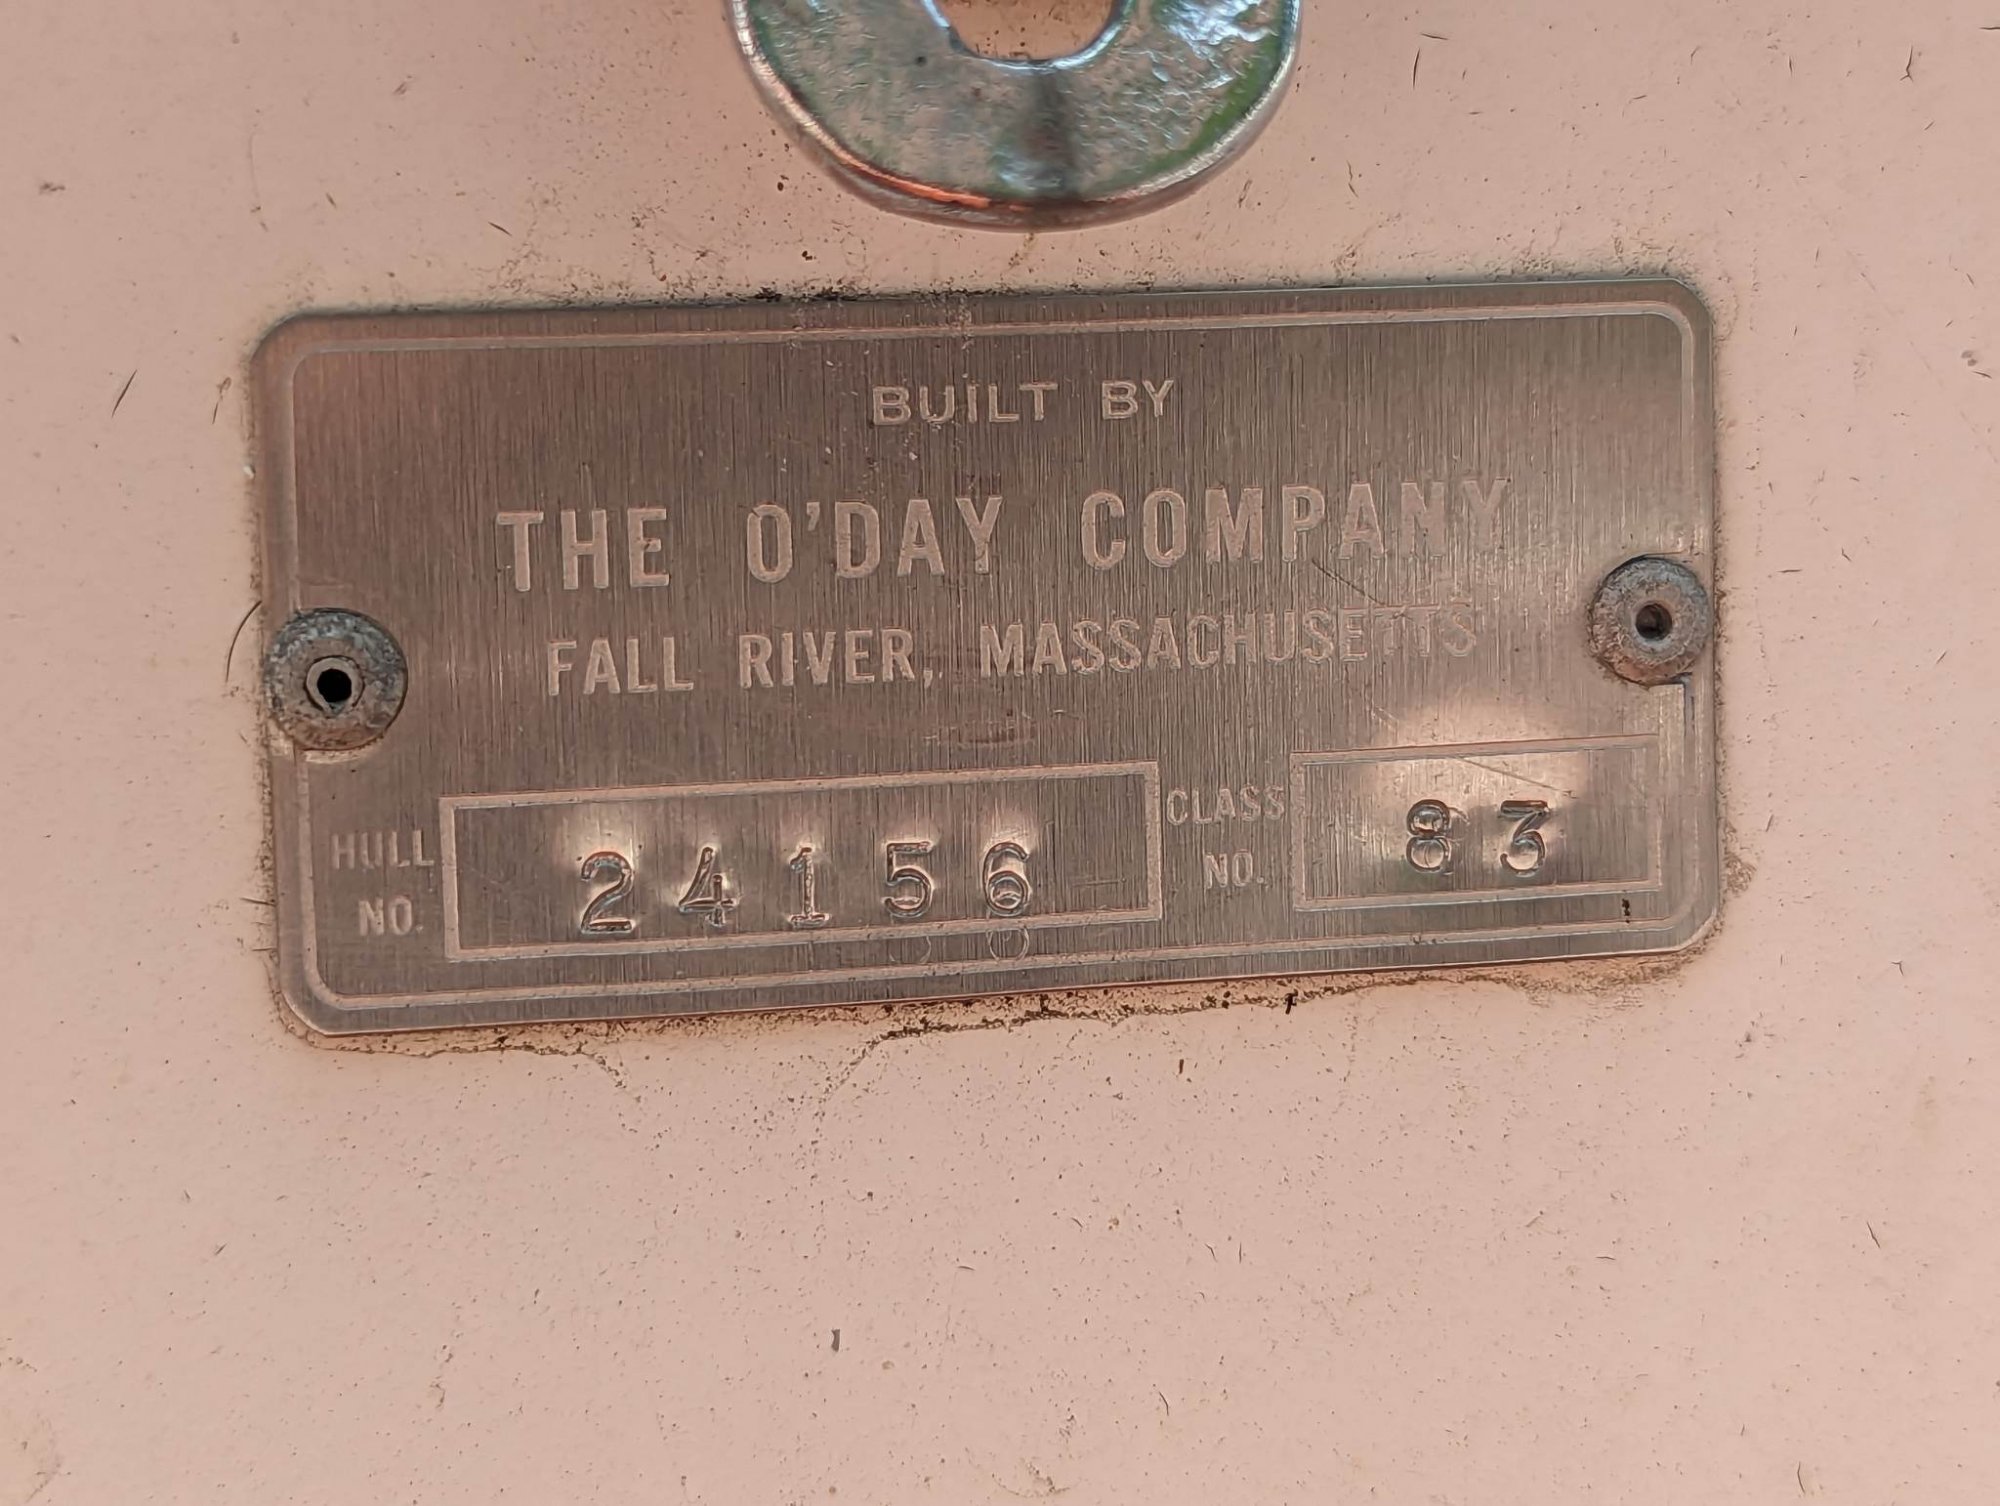 BUILT BY
THE O'DAY COMPANY
FALL RIVER, MASSACHUSETTS
HULL NO. 24156 CLASS NO. 83